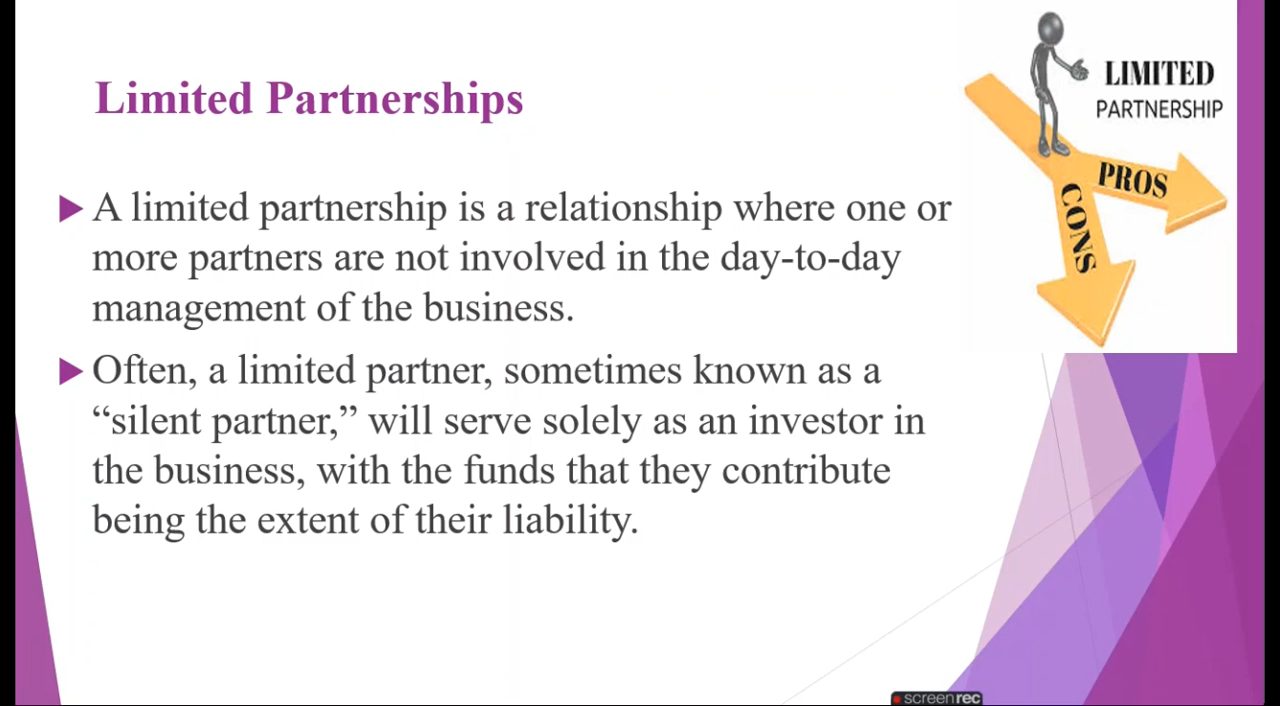 Limited Partnerships
A limited partnership is a relationship where one or
more partners are not involved in the day-to-day
management of the business.
Often, a limited partner, sometimes known as a
“silent partner,” will serve solely as an investor in
the business, with the funds that they contribute
being the extent of their liability.
LIMITED
PARTNERSHIP
PROS
CONS
screenrec